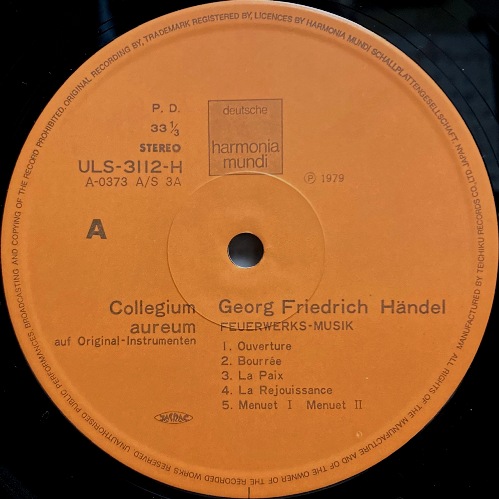 ORIGINAL RECORDING BY, TRADEMARK REGISTERED BY, LICENCES BY HARMONIA MUNDI SCHALLPLATTENGESELLSCHAFT.
MANUFACTURED BY TEICHIKU RECORDS CO., LTD. JAPAN
ALL RIGHTS OF THE MANUFACTURE AND OF THE OWNER OF THE RECORDED WORKS RESERVED. UNAUTHORISED PUBLIC PERFORMANCES BROADCASTING AND COPYING OF THE RECORD PROHIBITED.
P. D.
33 1/3
STEREO
ULS-3112-H
A-0373 A/S 3A
deutsche
harmonia
mundi
Ⓟ 1979
A
Collegium
aureum
auf Original-Instrumenten
Georg Friedrich Händel
FEUERWERKS-MUSIK
1. Ouverture
2. Bourrée
3. La Paix
4. La Rejouissance
5. Menuet I Menuet II